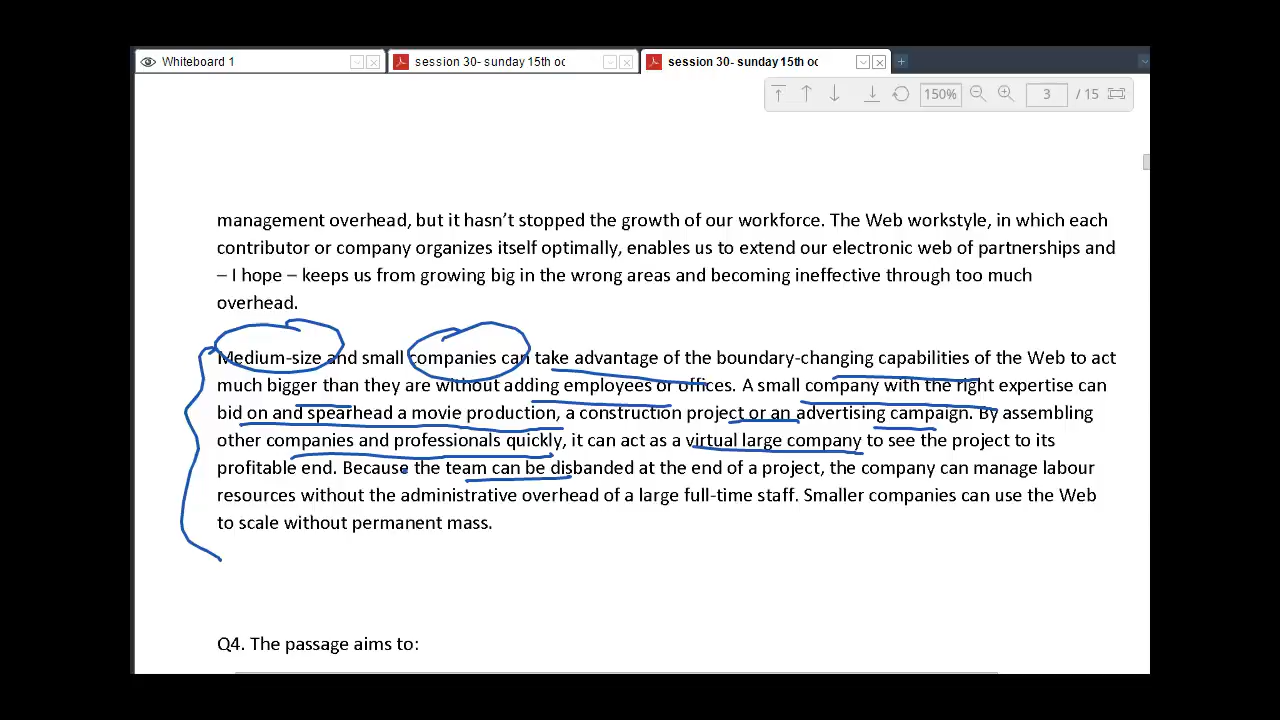 Whiteboard 1
session 30- sunday 15th oc
session 30- sunday 15th oc
150%
3
/ 15
management overhead, but it hasn't stopped the growth of our workforce. The Web workstyle, in which each
contributor or company organizes itself optimally, enables us to extend our electronic web of partnerships and
– I hope – keeps us from growing big in the wrong areas and becoming ineffective through too much
overhead.
Medium-size and small companies can take advantage of the boundary-changing capabilities of the Web to act
much bigger than they are without adding employees or offices. A small company with the right expertise can
bid on and spearhead a movie production, a construction project or an advertising campaign. By assembling
other companies and professionals quickly, it can act as a virtual large company to see the project to its
profitable end. Because the team can be disbanded at the end of a project, the company can manage labour
resources without the administrative overhead of a large full-time staff. Smaller companies can use the Web
to scale without permanent mass.
Q4. The passage aims to: